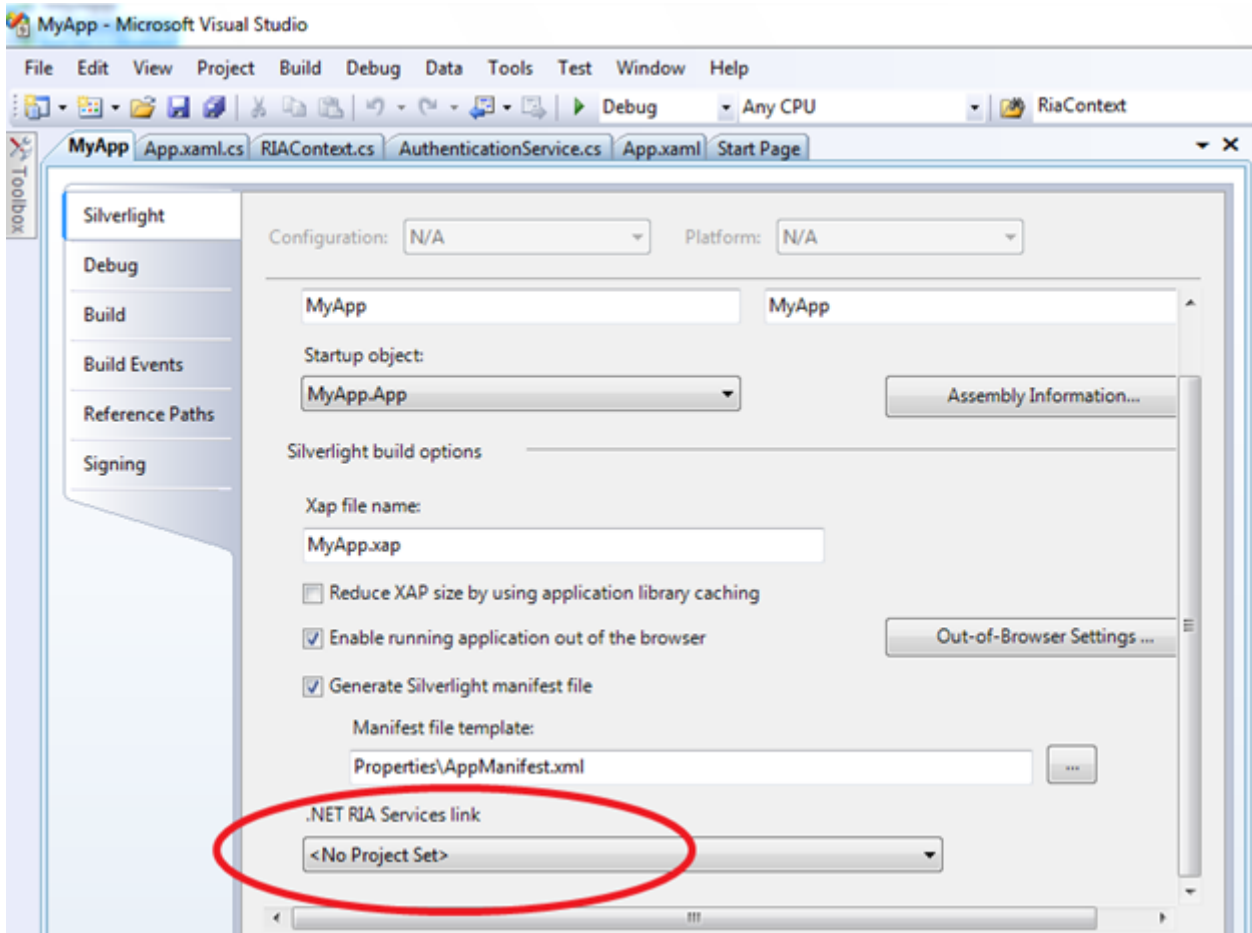 MyApp - Microsoft Visual Studio
File Edit View Project Build Debug Data Tools Test Window Help
Debug Any CPU RiaContext
MyApp App.xaml.cs RIAContext.cs AuthenticationService.cs App.xaml Start Page
Toolbox
Silverlight
Debug
Build
Build Events
Reference Paths
Signing
Configuration: N/A Platform: N/A
MyApp MyApp
Startup object:
MyApp.App Assembly Information...
Silverlight build options
Xap file name:
MyApp.xap
Reduce XAP size by using application library caching
Enable running application out of the browser Out-of-Browser Settings ...
Generate Silverlight manifest file
Manifest file template:
Properties\AppManifest.xml ...
.NET RIA Services link
<No Project Set>